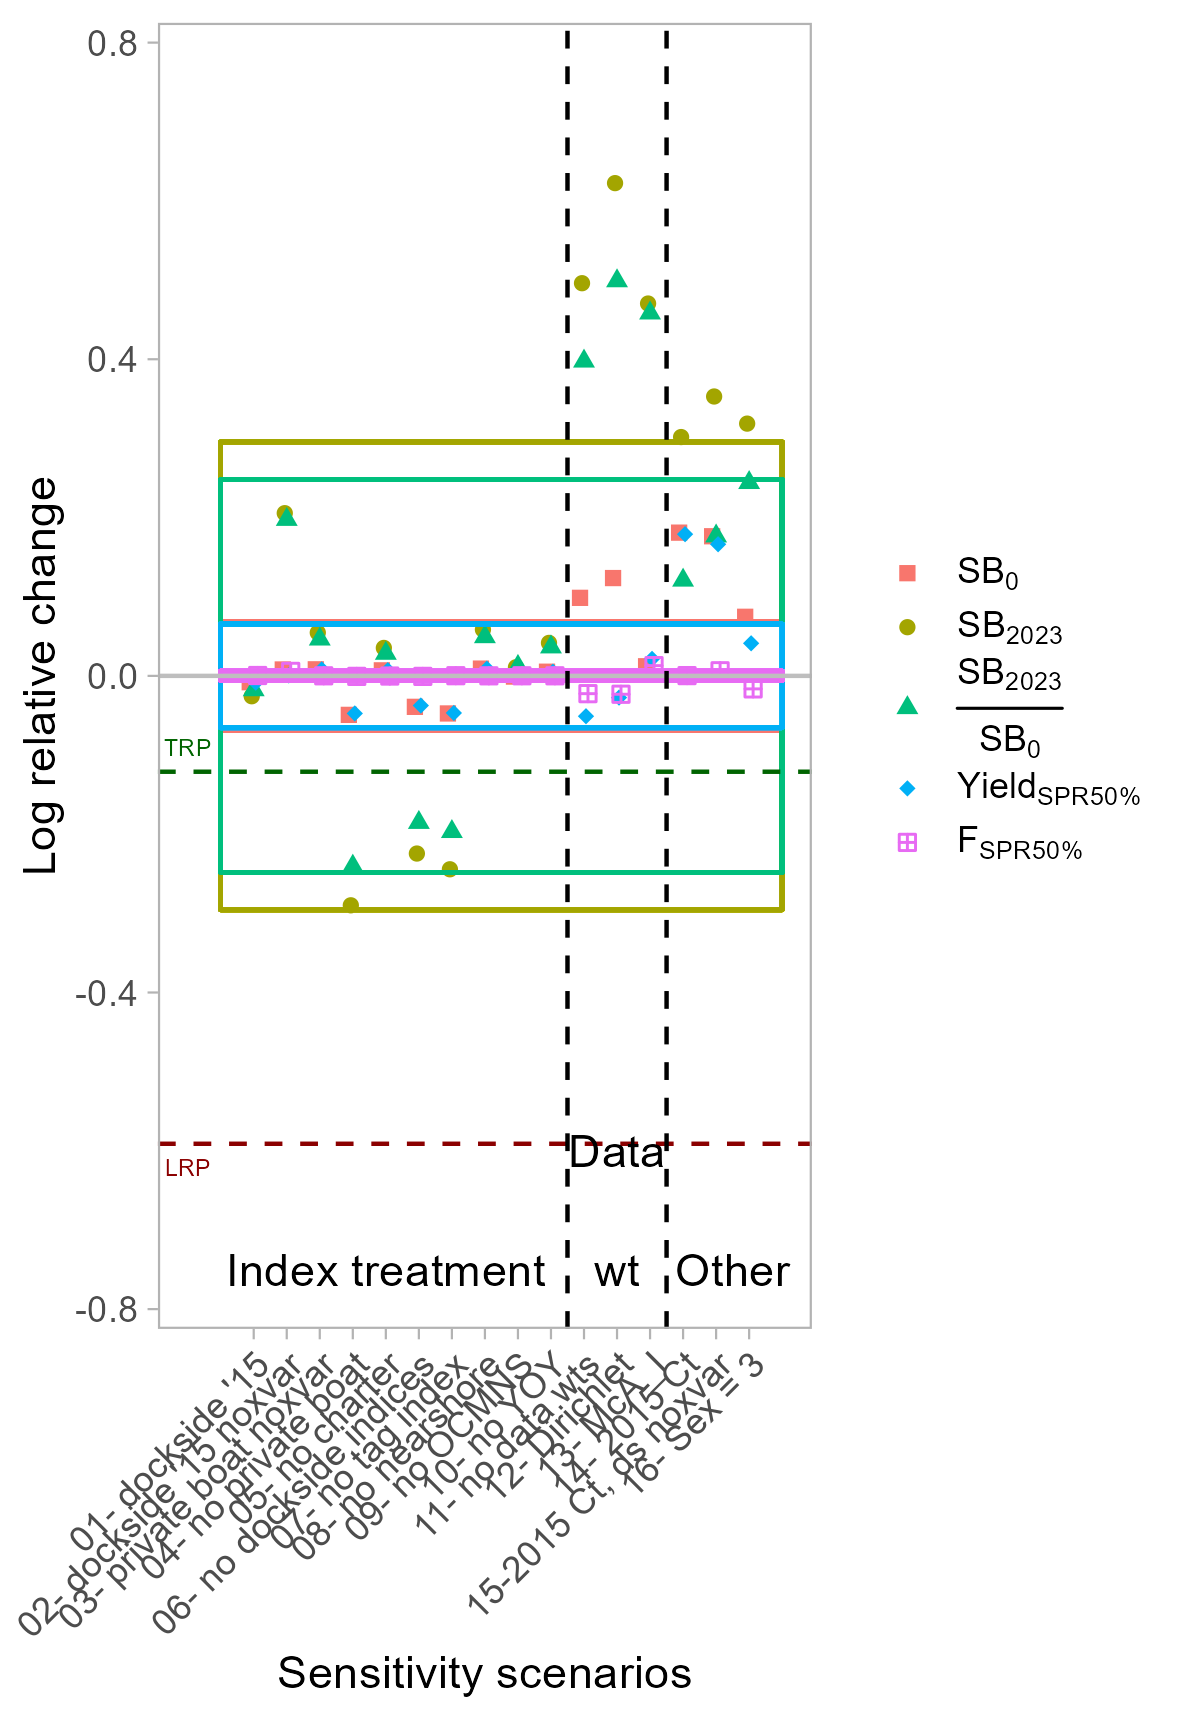 0.8
0.4
0.0
-0.4
-0.8
Log relative change
TRP
LRP
Data
Index treatment
wt
Other
01- dockside '15
02- dockside '15 noxvar
03- private boat noxvar
04- no private boat
05- no charter
06- no dockside indices
07- no tag index
08- no nearshore
09- no OCMNS
10- no YOY
11- no data wts
12- Dirichlet
13- McA_I
14- 2015 Ct
15-2015 Ct, ds noxvar
16- Sex = 3
Sensitivity scenarios
SB0
SB2023
SB2023
SB0
YieldSPR50%
FSPR50%